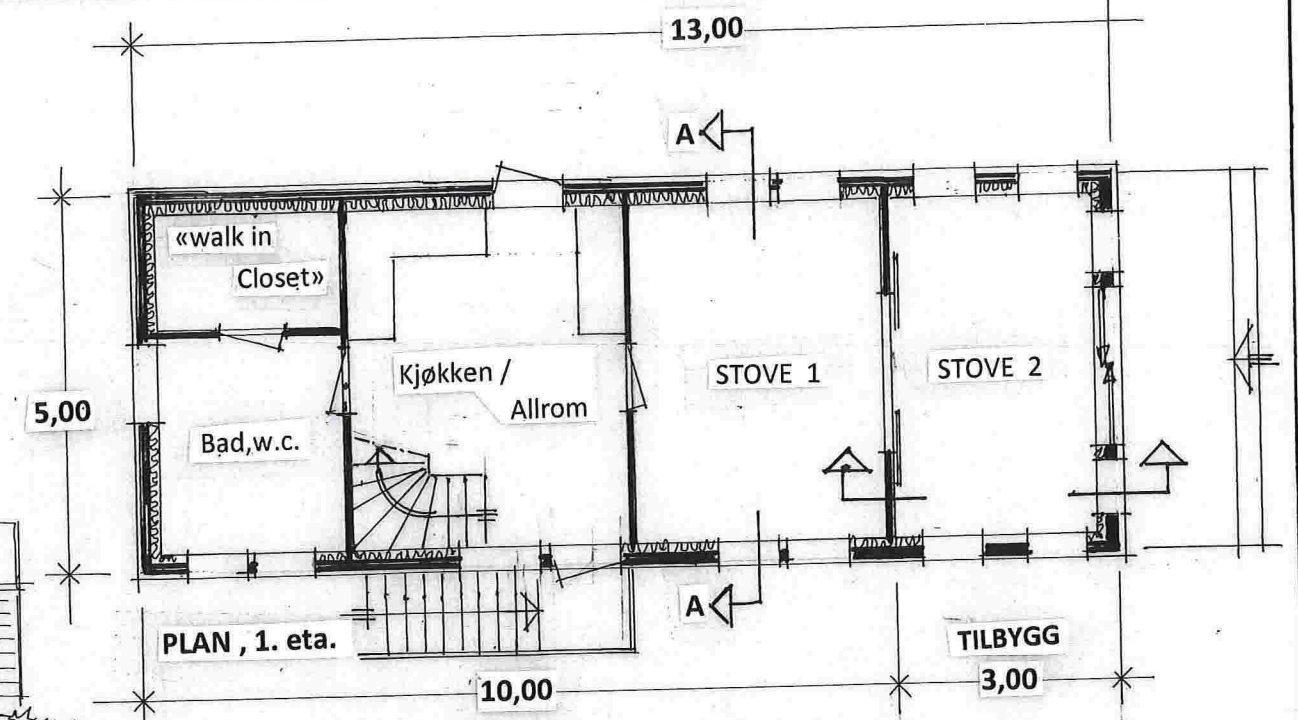 13,00
A
«walk in
Closet»
Kjøkken /
Allrom
STOVE 1
STOVE 2
5,00
Bad,w.c.
A
PLAN , 1. eta.
TILBYGG
10,00
3,00